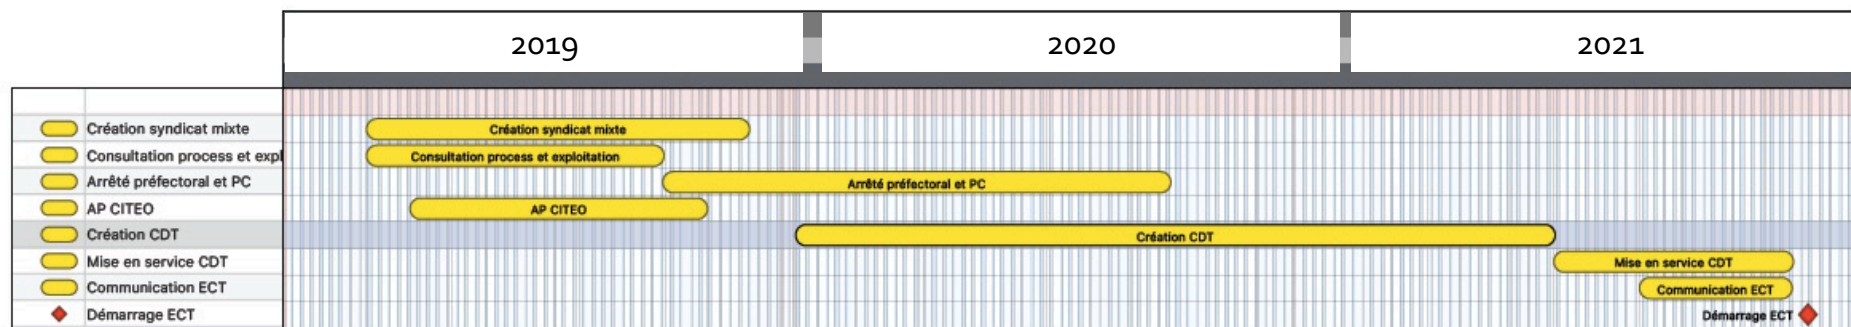 2019 2020 2021
Création syndicat mixte Création syndicat mixte
Consultation process et expl Consultation process et exploitation
Arrêté préfectoral et PC Arrêté préfectoral et PC
AP CITEO AP CITEO
Création CDT Création CDT
Mise en service CDT Mise en service CDT
Communication ECT Communication ECT
Démarrage ECT Démarrage ECT